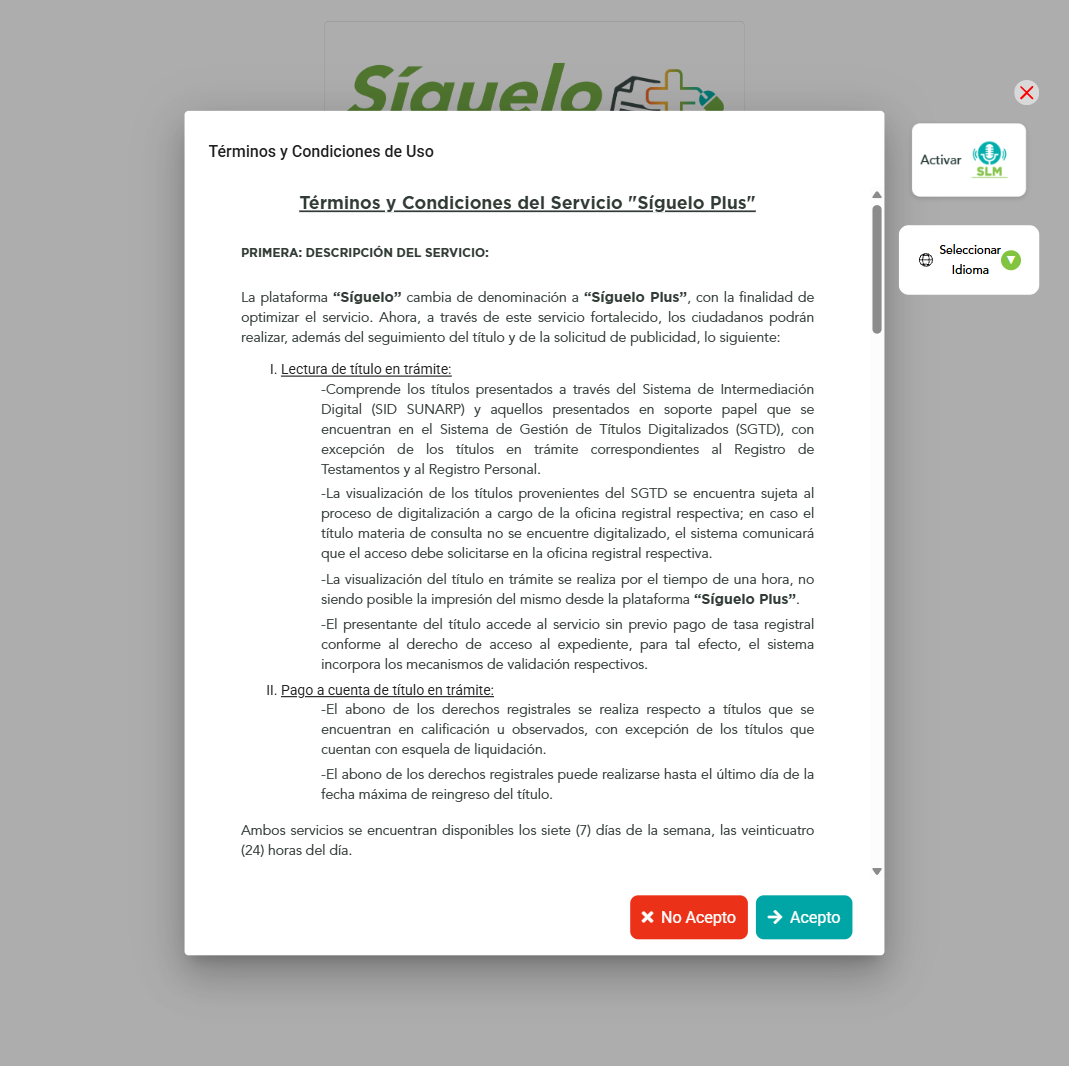 Síguelo
Términos y Condiciones de Uso
Activar
SLM
Seleccionar
Idioma
Términos y Condiciones del Servicio "Síguelo Plus"
PRIMERA: DESCRIPCIÓN DEL SERVICIO:
La plataforma “Síguelo” cambia de denominación a “Síguelo Plus”, con la finalidad de
optimizar el servicio. Ahora, a través de este servicio fortalecido, los ciudadanos podrán
realizar, además del seguimiento del título y de la solicitud de publicidad, lo siguiente:
I. Lectura de título en trámite:
-Comprende los títulos presentados a través del Sistema de Intermediación
Digital (SID SUNARP) y aquellos presentados en soporte papel que se
encuentran en el Sistema de Gestión de Títulos Digitalizados (SGTD), con
excepción de los títulos en trámite correspondientes al Registro de
Testamentos y al Registro Personal.
-La visualización de los títulos provenientes del SGTD se encuentra sujeta al
proceso de digitalización a cargo de la oficina registral respectiva; en caso el
título materia de consulta no se encuentre digitalizado, el sistema comunicará
que el acceso debe solicitarse en la oficina registral respectiva.
-La visualización del título en trámite se realiza por el tiempo de una hora, no
siendo posible la impresión del mismo desde la plataforma “Síguelo Plus”.
-El presentante del título accede al servicio sin previo pago de tasa registral
conforme al derecho de acceso al expediente, para tal efecto, el sistema
incorpora los mecanismos de validación respectivos.
II. Pago a cuenta de título en trámite:
-El abono de los derechos registrales se realiza respecto a títulos que se
encuentran en calificación u observados, con excepción de los títulos que
cuentan con esquela de liquidación.
-El abono de los derechos registrales puede realizarse hasta el último día de la
fecha máxima de reingreso del título.
Ambos servicios se encuentran disponibles los siete (7) días de la semana, las veinticuatro
(24) horas del día.
No Acepto
Acepto